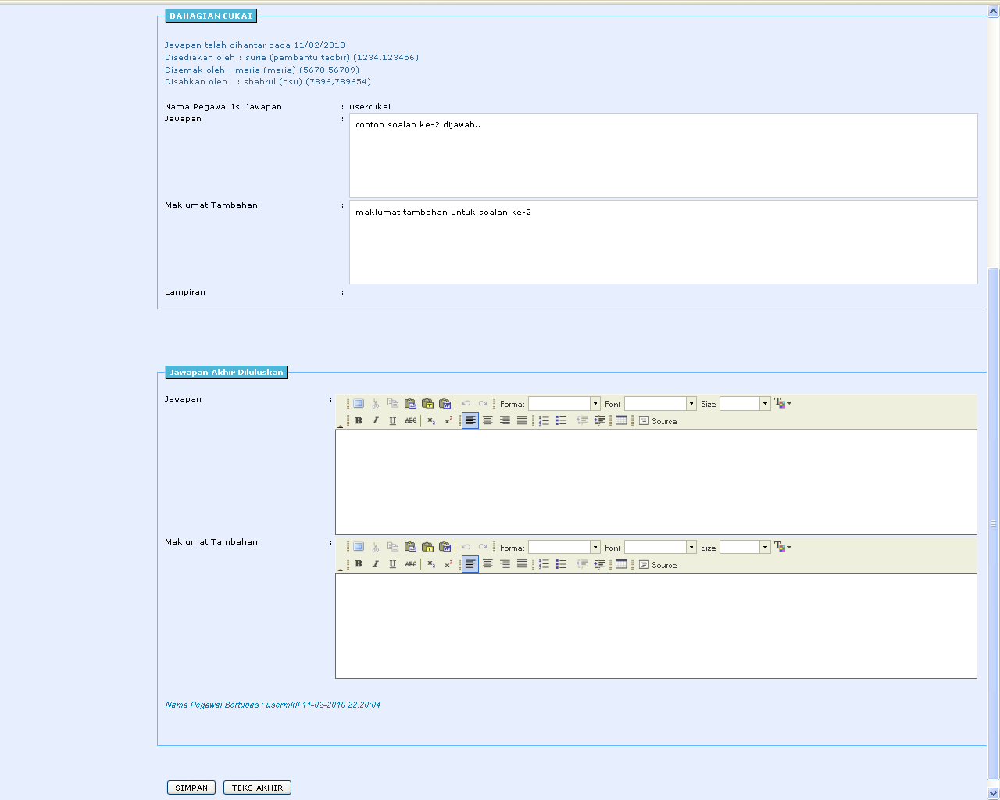 BAHAGIAN CUKAI
Jawapan telah dihantar pada 11/02/2010
Disediakan oleh : suria (pembantu tadbir) (1234,123456)
Disemak oleh : maria (maria) (5678,56789)
Disahkan oleh : shahrul (psu) (7896,789654)
Nama Pegawai Isi Jawapan : usercukai
Jawapan : contoh soalan ke-2 dijawab..
Maklumat Tambahan : maklumat tambahan untuk soalan ke-2
Lampiran :
Jawapan Akhir Diluluskan
Jawapan : Format Font Size
B I U ABC Source
Maklumat Tambahan : Format Font Size
B I U ABC Source
Nama Pegawai Bertugas : usermkll 11-02-2010 22:20:04
SIMPAN TEKS AKHIR